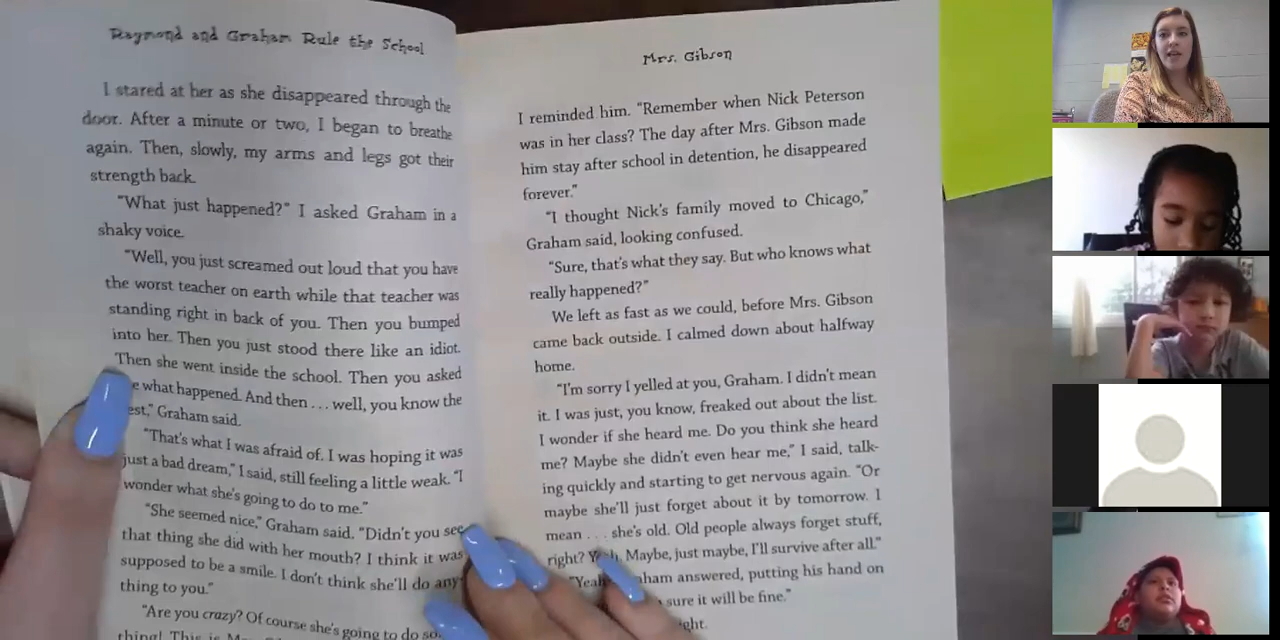 Raymond and Graham Rule the School
I stared at her as she disappeared through the
door. After a minute or two, I began to breathe
again. Then, slowly, my arms and legs got their
strength back.
"What just happened?" I asked Graham in a
shaky voice.
"Well, you just screamed out loud that you have
the worst teacher on earth while that teacher was
standing right in back of you. Then you bumped
into her. Then you just stood there like an idiot.
Then she went inside the school. Then you asked
what happened. And then . . . well, you know the
Graham said.
"That's what I was afraid of. I was hoping it was
just a bad dream," I said, still feeling a little weak. "I
wonder what she's going to do to me."
"She seemed nice," Graham said. "Didn't you see
that thing she did with her mouth? I think it was
supposed to be a smile. I don't think she'll do any-
thing to you."
"Are you crazy? Of course she's going to do
thing! This is
Mrs. Gibson
I reminded him. "Remember when Nick Peterson
was in her class? The day after Mrs. Gibson made
him stay after school in detention, he disappeared
forever."
"I thought Nick's family moved to Chicago,"
Graham said, looking confused.
"Sure, that's what they say. But who knows what
really happened?"
We left as fast as we could, before Mrs. Gibson
came back outside. I calmed down about halfway
home.
"I'm sorry I yelled at you, Graham. I didn't mean
it. I was just, you know, freaked out about the list.
I wonder if she heard me. Do you think she heard
me? Maybe she didn't even hear me," I said, talk-
ing quickly and starting to get nervous again. "Or
maybe she'll just forget about it by tomorrow. I
mean . . . she's old. Old people always forget stuff,
right? Maybe, just maybe, I'll survive after all."
answered, putting his hand on
sure it will be fine."